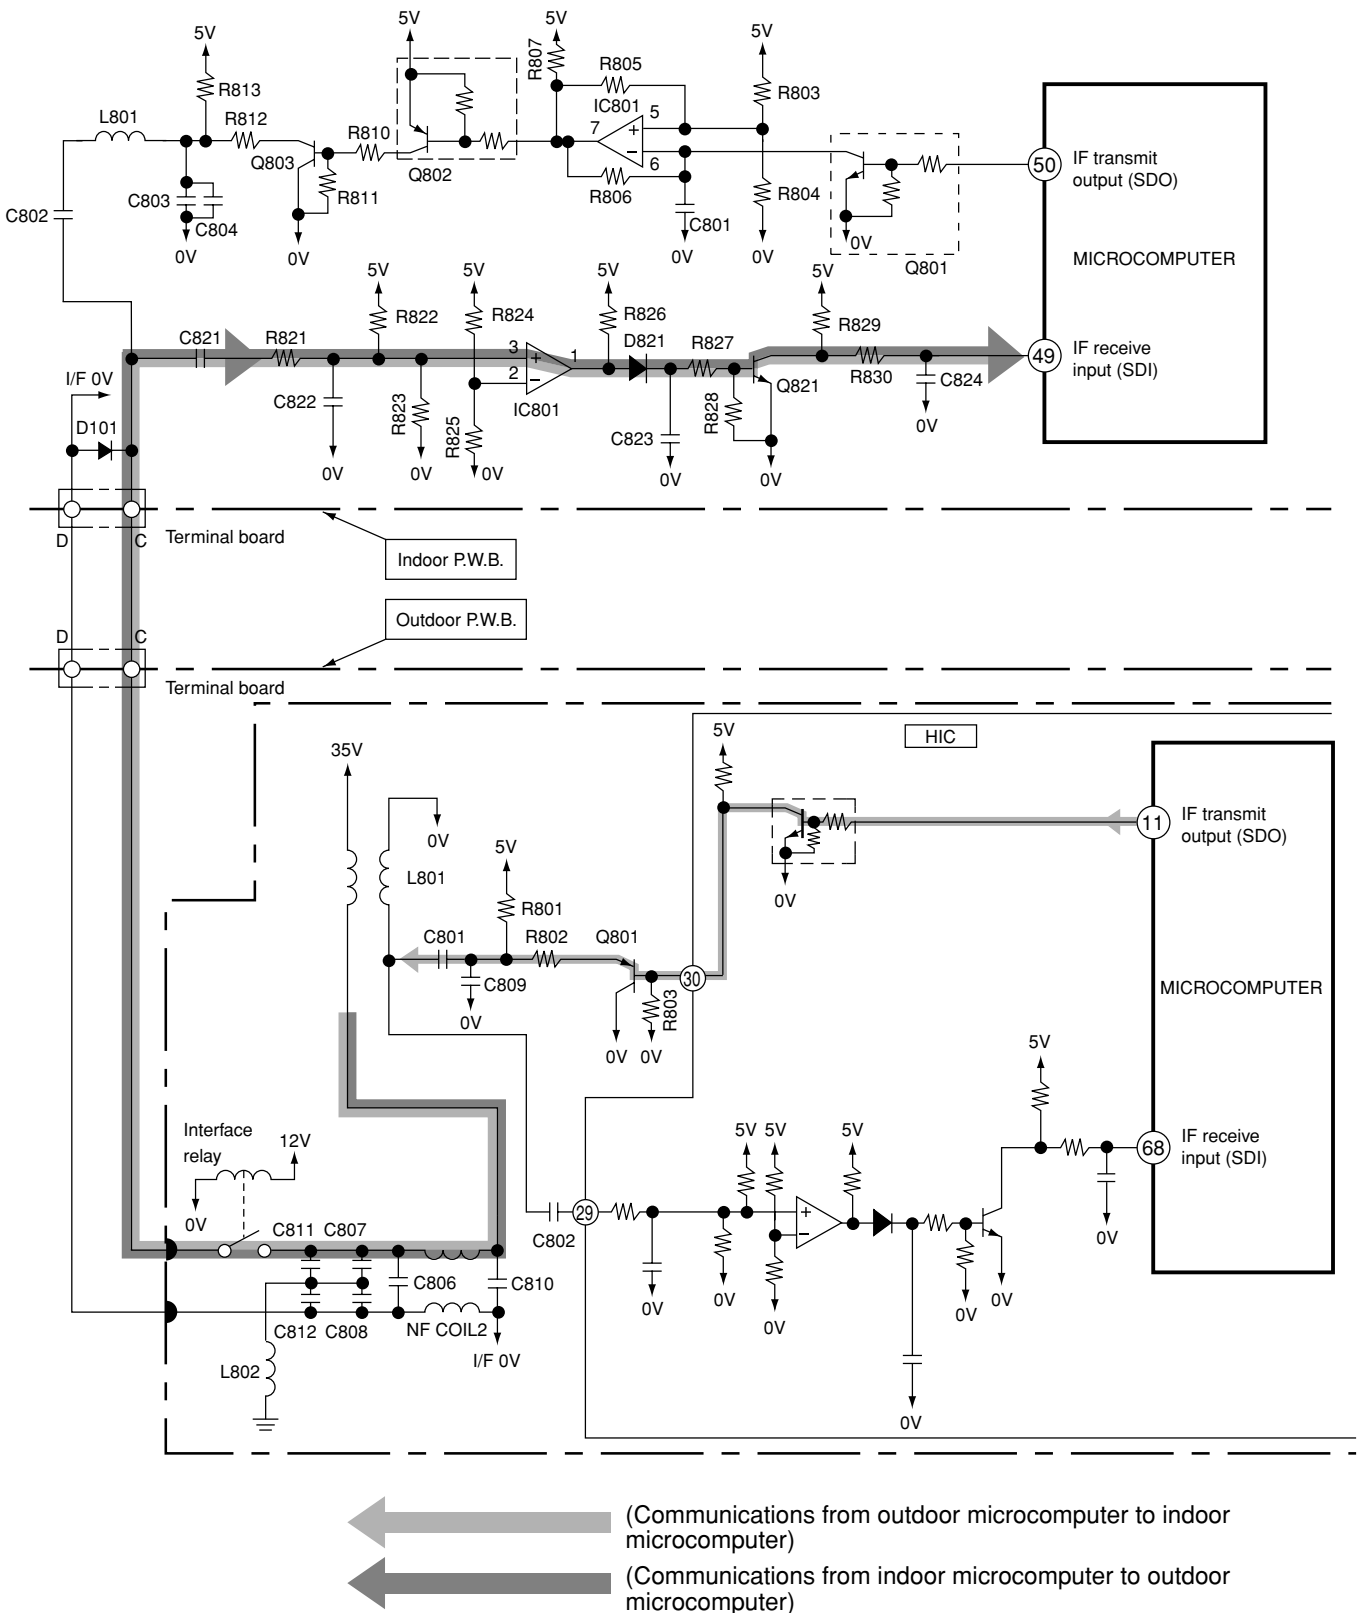 5V
5V
5V
5V
R807
R805
R813
IC801
R803
L801
R812
R810
7
5
6
Q803
Q802
50
IF transmit
output (SDO)
R811
R806
R804
C803
C802
C804
C801
0V
0V
0V
0V
0V
Q801
MICROCOMPUTER
5V
5V
5V
5V
R822
R824
R826
R829
C821
R821
D821
R827
3
+
1
2
−
49
IF receive
input (SDI)
I/F 0V
R830
C824
Q821
C822
R823
IC801
R828
D101
R825
C823
0V
0V
0V
0V
0V
0V
D
C
Terminal board
Indoor P.W.B.
Outdoor P.W.B.
D
C
Terminal board
HIC
5V
35V
11
IF transmit
output (SDO)
0V
5V
L801
0V
R801
C801
R802
Q801
30
C809
R803
MICROCOMPUTER
0V
0V
0V
5V
Interface
relay
12V
5V
5V
5V
68
IF receive
input (SDI)
0V
29
+
−
C811
C807
C802
0V
C806
C810
0V
0V
0V
0V
0V
C812
C808
NF COIL2
I/F 0V
L802
0V
(Communications from outdoor microcomputer to indoor
microcomputer)
(Communications from indoor microcomputer to outdoor
microcomputer)